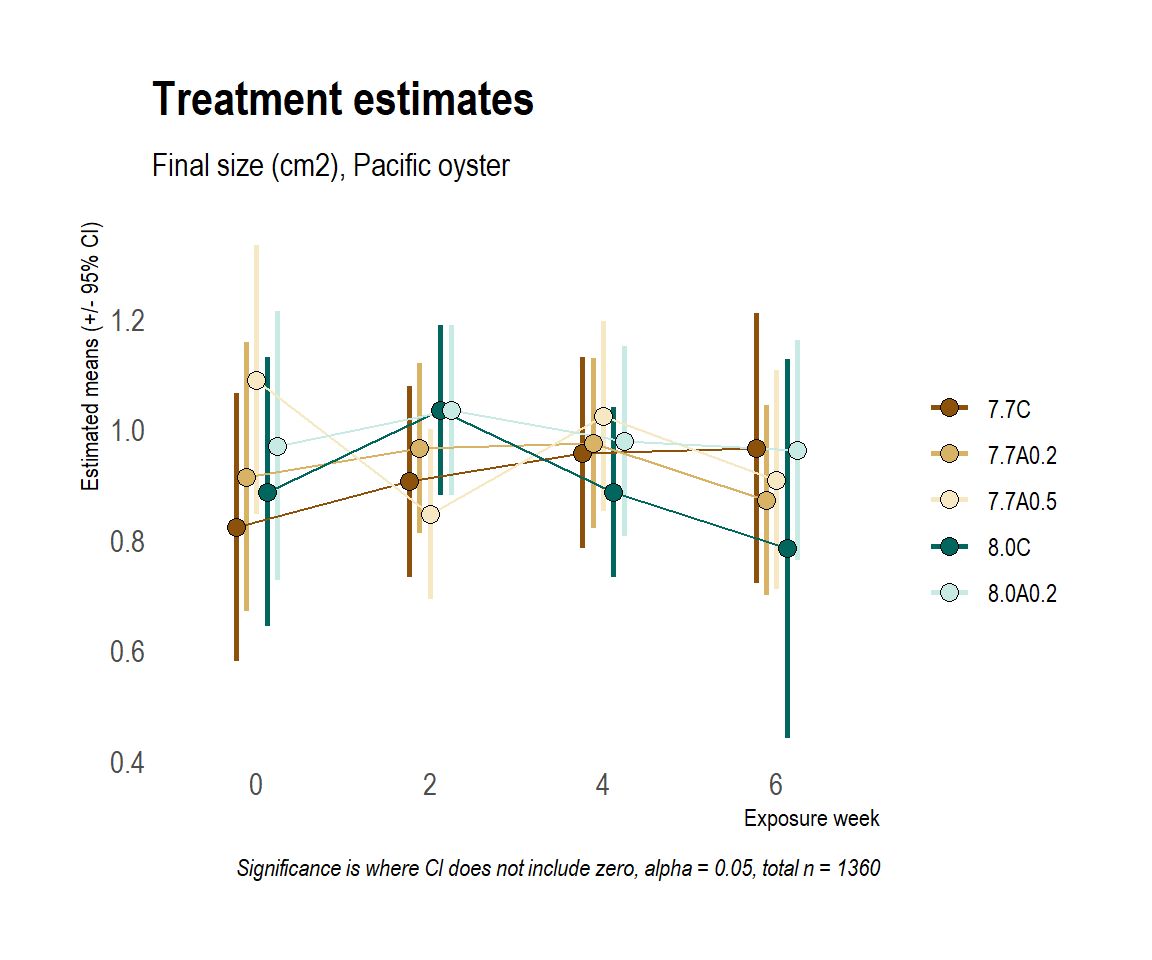 Treatment estimates
Final size (cm2), Pacific oyster
Estimated means (+/- 95% CI)
1.2
1.0
0.8
0.6
0.4
0 2 4 6
Exposure week
7.7C
7.7A0.2
7.7A0.5
8.0C
8.0A0.2
Significance is where CI does not include zero, alpha = 0.05, total n = 1360